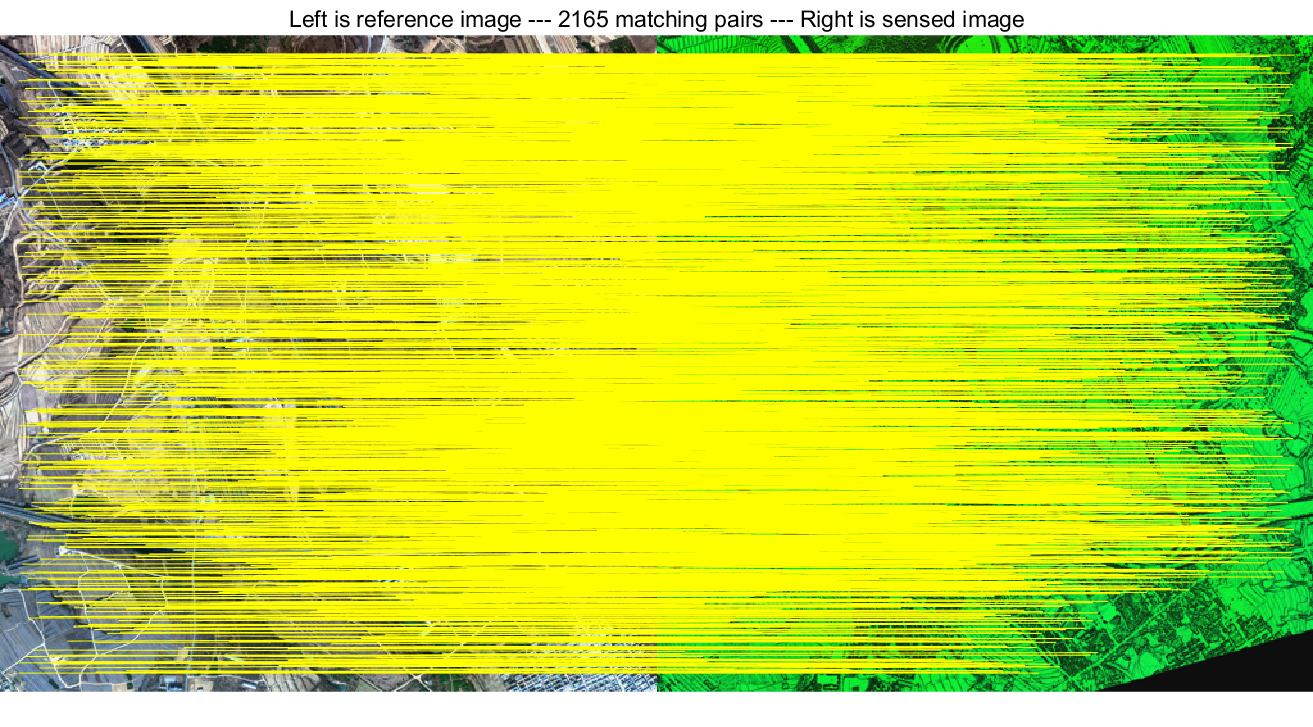 Left is reference image --- 2165 matching pairs --- Right is sensed image